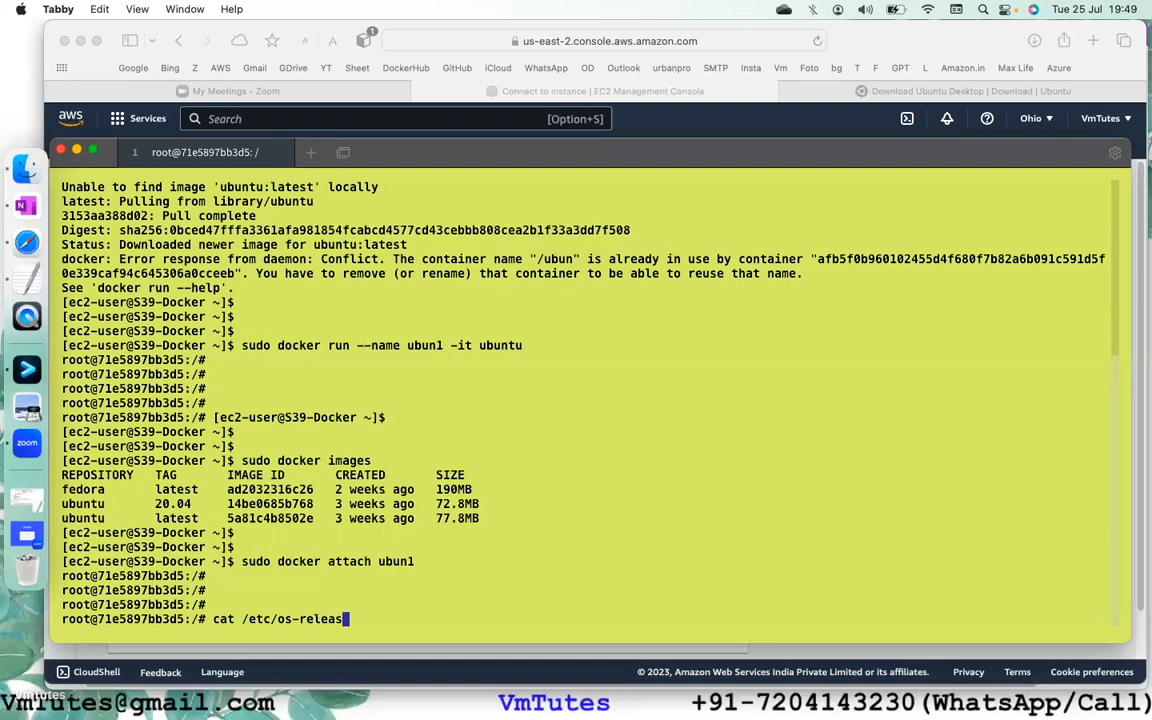 Tabby Edit View Window Help Tue 25 Jul 19:49
A A 1 us-east-2.console.aws.amazon.com
Google Bing Z AWS Gmail GDrive YT Sheet DockerHub GitHub iCloud WhatsApp OD Outlook urbanpro SMTP Insta Vm Foto bg T F GPT L Amazon.in Max Life Azure
My Meetings - Zoom Connect to instance | EC2 Management Console Download Ubuntu Desktop | Download | Ubuntu
aws Services Search [Option+S] Ohio VmTutes
1 root@71e5897bb3d5: /
Unable to find image 'ubuntu:latest' locally
latest: Pulling from library/ubuntu
3153aa388d02: Pull complete
Digest: sha256:0bced47fffa3361afa981854fcabcd4577cd43cebbb808cea2b1f33a3dd7f508
Status: Downloaded newer image for ubuntu:latest
docker: Error response from daemon: Conflict. The container name "/ubun" is already in use by container "afb5f0b960102455d4f680f7b82a6b091c591d5f
0e339caf94c645306a0cceeb". You have to remove (or rename) that container to be able to reuse that name.
See 'docker run --help'.
[ec2-user@S39-Docker ~]$
[ec2-user@S39-Docker ~]$
[ec2-user@S39-Docker ~]$
[ec2-user@S39-Docker ~]$ sudo docker run --name ubun1 -it ubuntu
root@71e5897bb3d5:/#
root@71e5897bb3d5:/#
root@71e5897bb3d5:/#
root@71e5897bb3d5:/#
root@71e5897bb3d5:/# [ec2-user@S39-Docker ~]$
[ec2-user@S39-Docker ~]$
[ec2-user@S39-Docker ~]$
[ec2-user@S39-Docker ~]$ sudo docker images
REPOSITORY TAG IMAGE ID CREATED SIZE
fedora latest ad2032316c26 2 weeks ago 190MB
ubuntu 20.04 14be0685b768 3 weeks ago 72.8MB
ubuntu latest 5a81c4b8502e 3 weeks ago 77.8MB
[ec2-user@S39-Docker ~]$
[ec2-user@S39-Docker ~]$
[ec2-user@S39-Docker ~]$ sudo docker attach ubun1
root@71e5897bb3d5:/#
root@71e5897bb3d5:/#
root@71e5897bb3d5:/#
root@71e5897bb3d5:/# cat /etc/os-releas
zoom
CloudShell Feedback Language © 2023, Amazon Web Services India Private Limited or its affiliates. Privacy Terms Cookie preferences
VmTutes
Vmtutes@gmail.com VmTutes +91-7204143230(WhatsApp/Call)